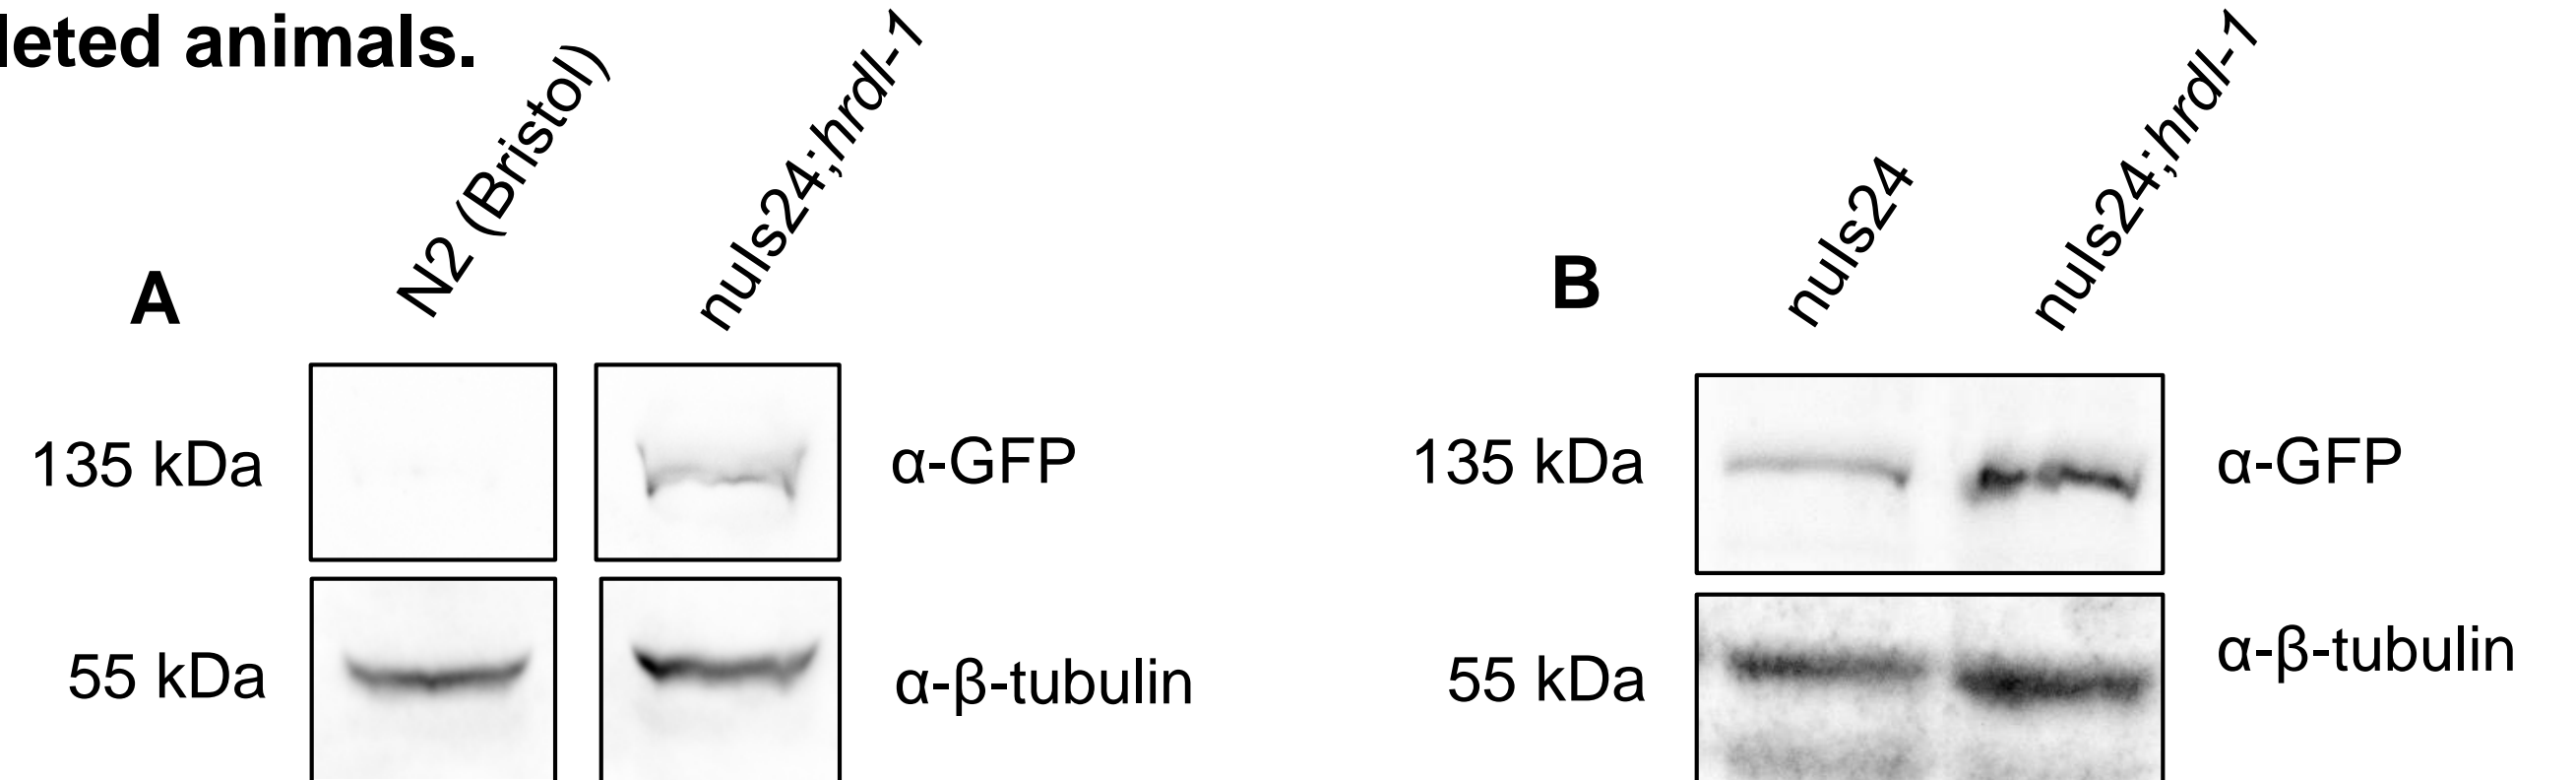 leted animals.
A
N2 (Bristol)
nuIs24;hrdl-1
135 kDa
α-GFP
55 kDa
α-β-tubulin
B
nuIs24
nuIs24;hrdl-1
135 kDa
α-GFP
55 kDa
α-β-tubulin